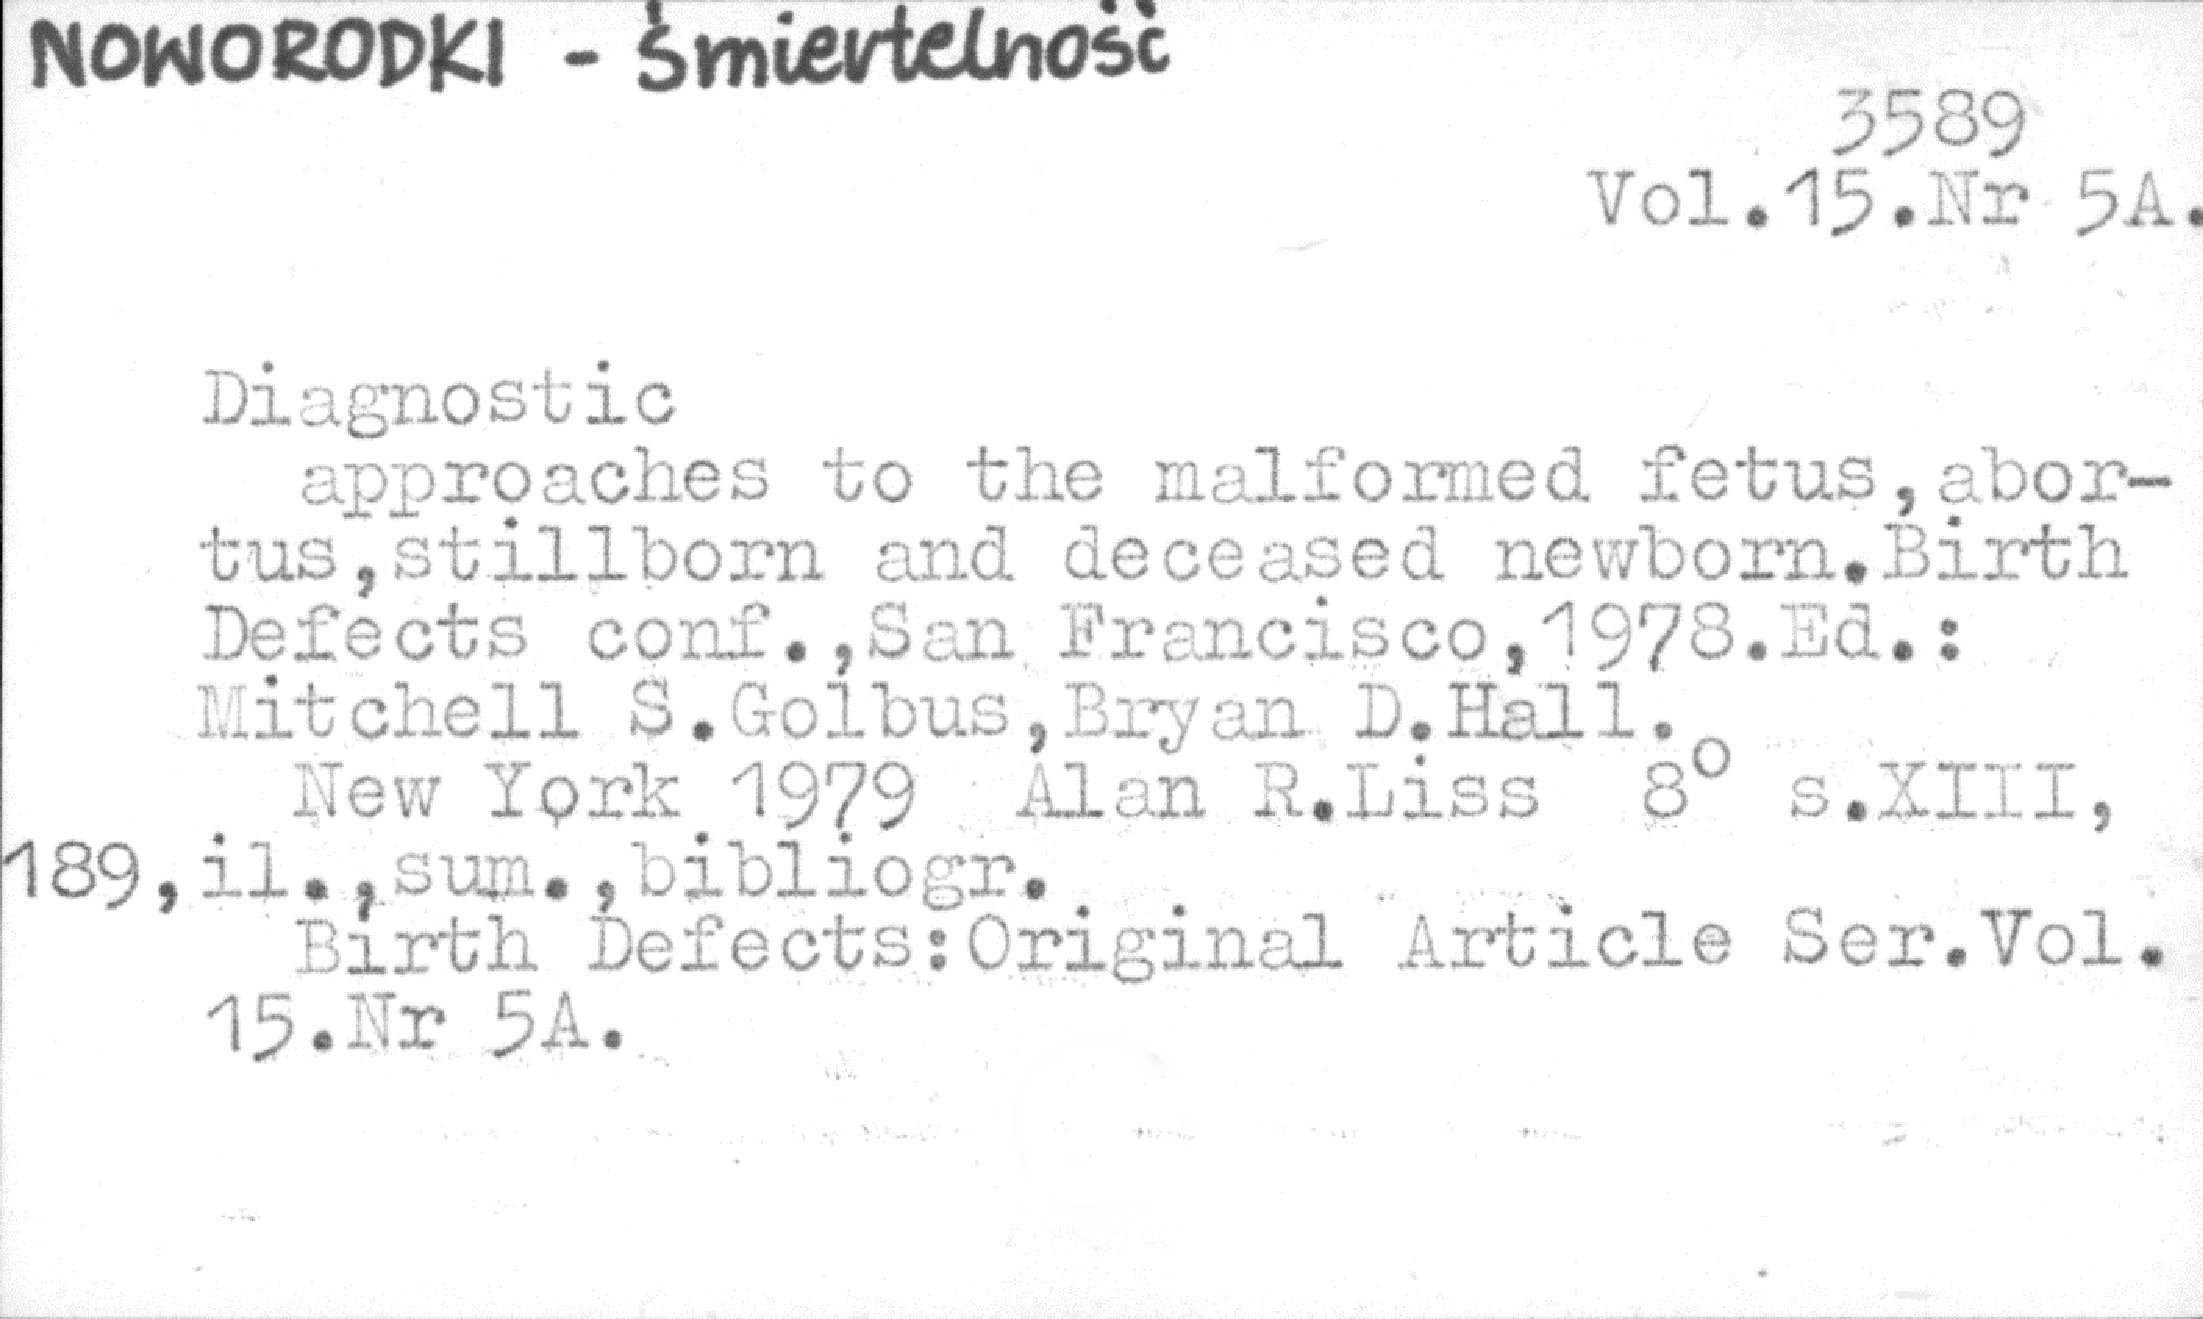 NOWORODKI - śmiertelność
3589
Vol.15.Nr 5A.
Diagnostic
approaches to the malformed fetus,abor-
tus,stillborn and deceased newborn.Birth
Defects conf.,San Francisco,1978.Ed.:
Mitchell S.Golbus,Bryan D.Hall.
New York 1979 Alan R.Liss 8° s.XIII,
189,il.,sum.,bibliogr.
Birth Defects:Original Article Ser.Vol.
15.Nr 5A.